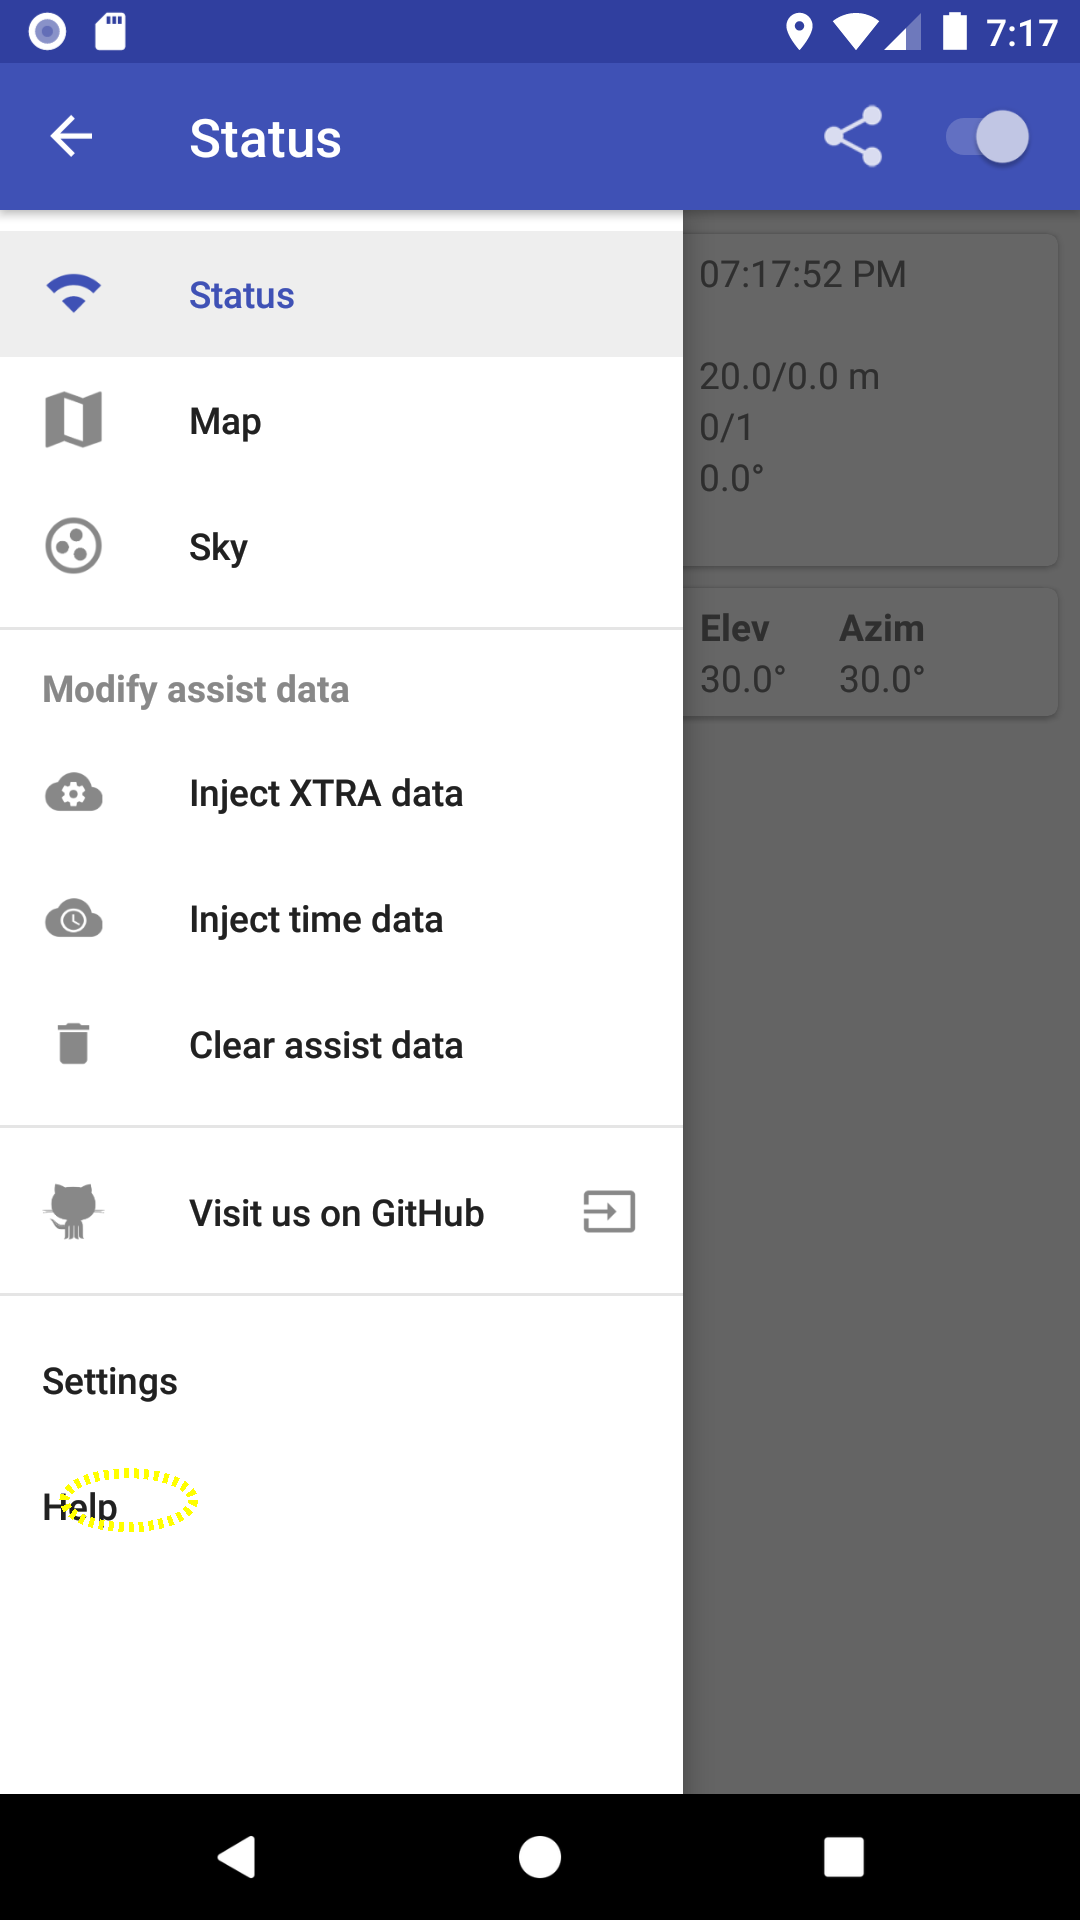 7:17
Status
Status
Map
Sky
Modify assist data
Inject XTRA data
Inject time data
Clear assist data
Visit us on GitHub
Settings
Help
07:17:52 PM
20.0/0.0 m
0/1
0.0°
Elev Azim
30.0° 30.0°